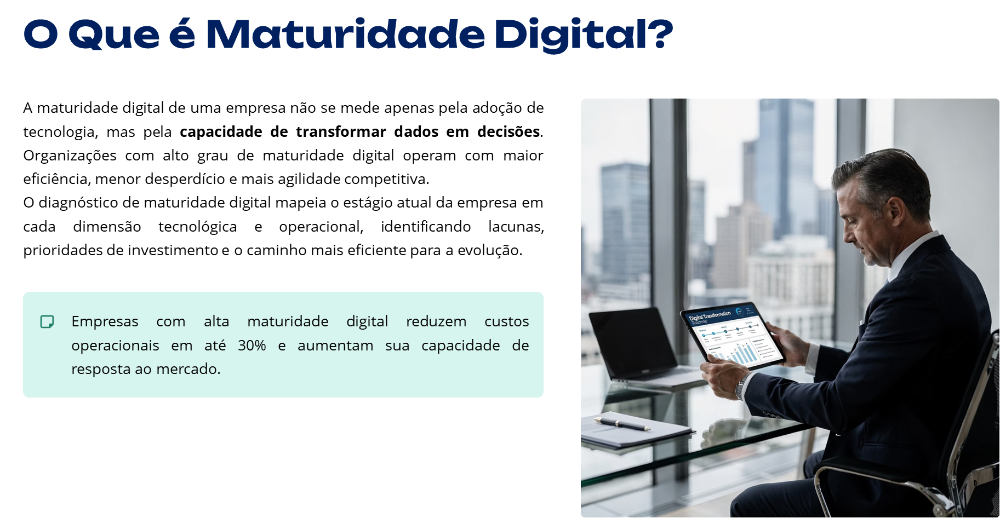 O Que é Maturidade Digital?
A maturidade digital de uma empresa não se mede apenas pela adoção de
tecnologia, mas pela capacidade de transformar dados em decisões.
Organizações com alto grau de maturidade digital operam com maior
eficiência, menor desperdício e mais agilidade competitiva.
O diagnóstico de maturidade digital mapeia o estágio atual da empresa em
cada dimensão tecnológica e operacional, identificando lacunas,
prioridades de investimento e o caminho mais eficiente para a evolução.
Empresas com alta maturidade digital reduzem custos
operacionais em até 30% e aumentam sua capacidade de
resposta ao mercado.
Digital Transformation
Roadmap